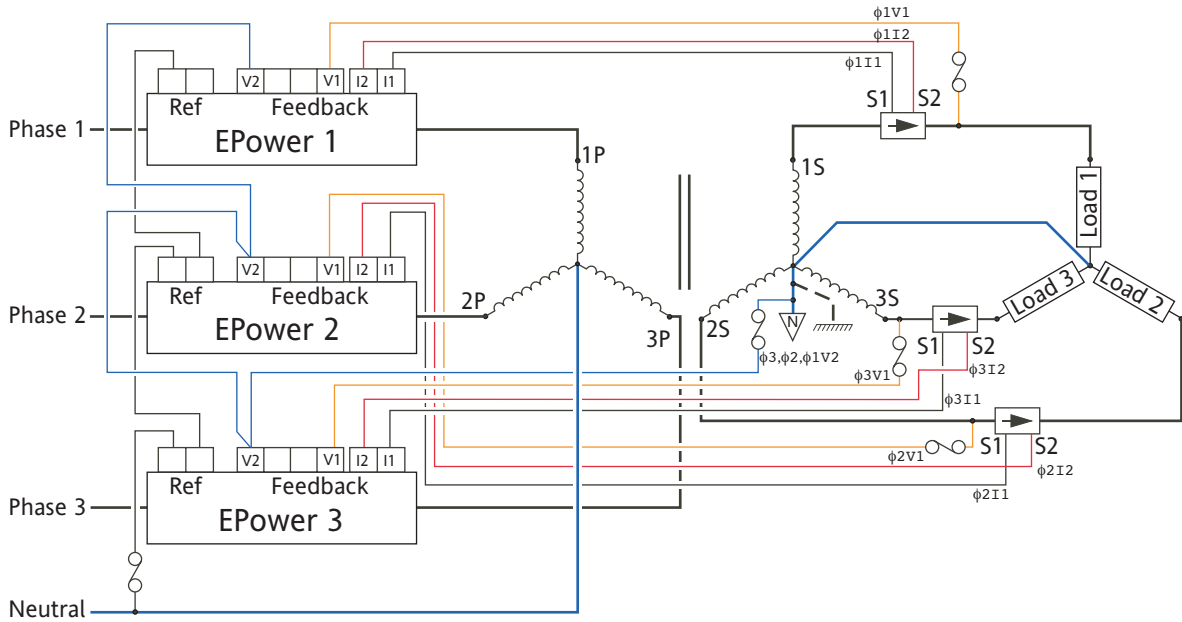 ϕ1V1
ϕ1I2
ϕ1I1
V2 V1 I2 I1
Ref Feedback
EPower 1
Phase 1
S1 S2
1P
1S
Load 1
V2 V1 I2 I1
Ref Feedback
EPower 2
Phase 2
2P
3P
2S
3S
N
Load 3
Load 2
S1 S2
ϕ3,ϕ2,ϕ1V2
ϕ3V1
ϕ3I2
ϕ3I1
V2 V1 I2 I1
Ref Feedback
EPower 3
Phase 3
S1 S2
ϕ2V1
ϕ2I2
ϕ2I1
Neutral